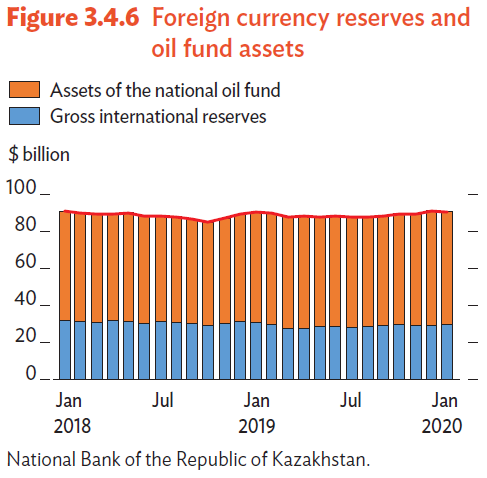 Figure 3.4.6 Foreign currency reserves and
oil fund assets
Assets of the national oil fund
Gross international reserves
$ billion
100
80
60
40
20
0
Jan Jul Jan Jul Jan
2018 2019 2020
National Bank of the Republic of Kazakhstan.